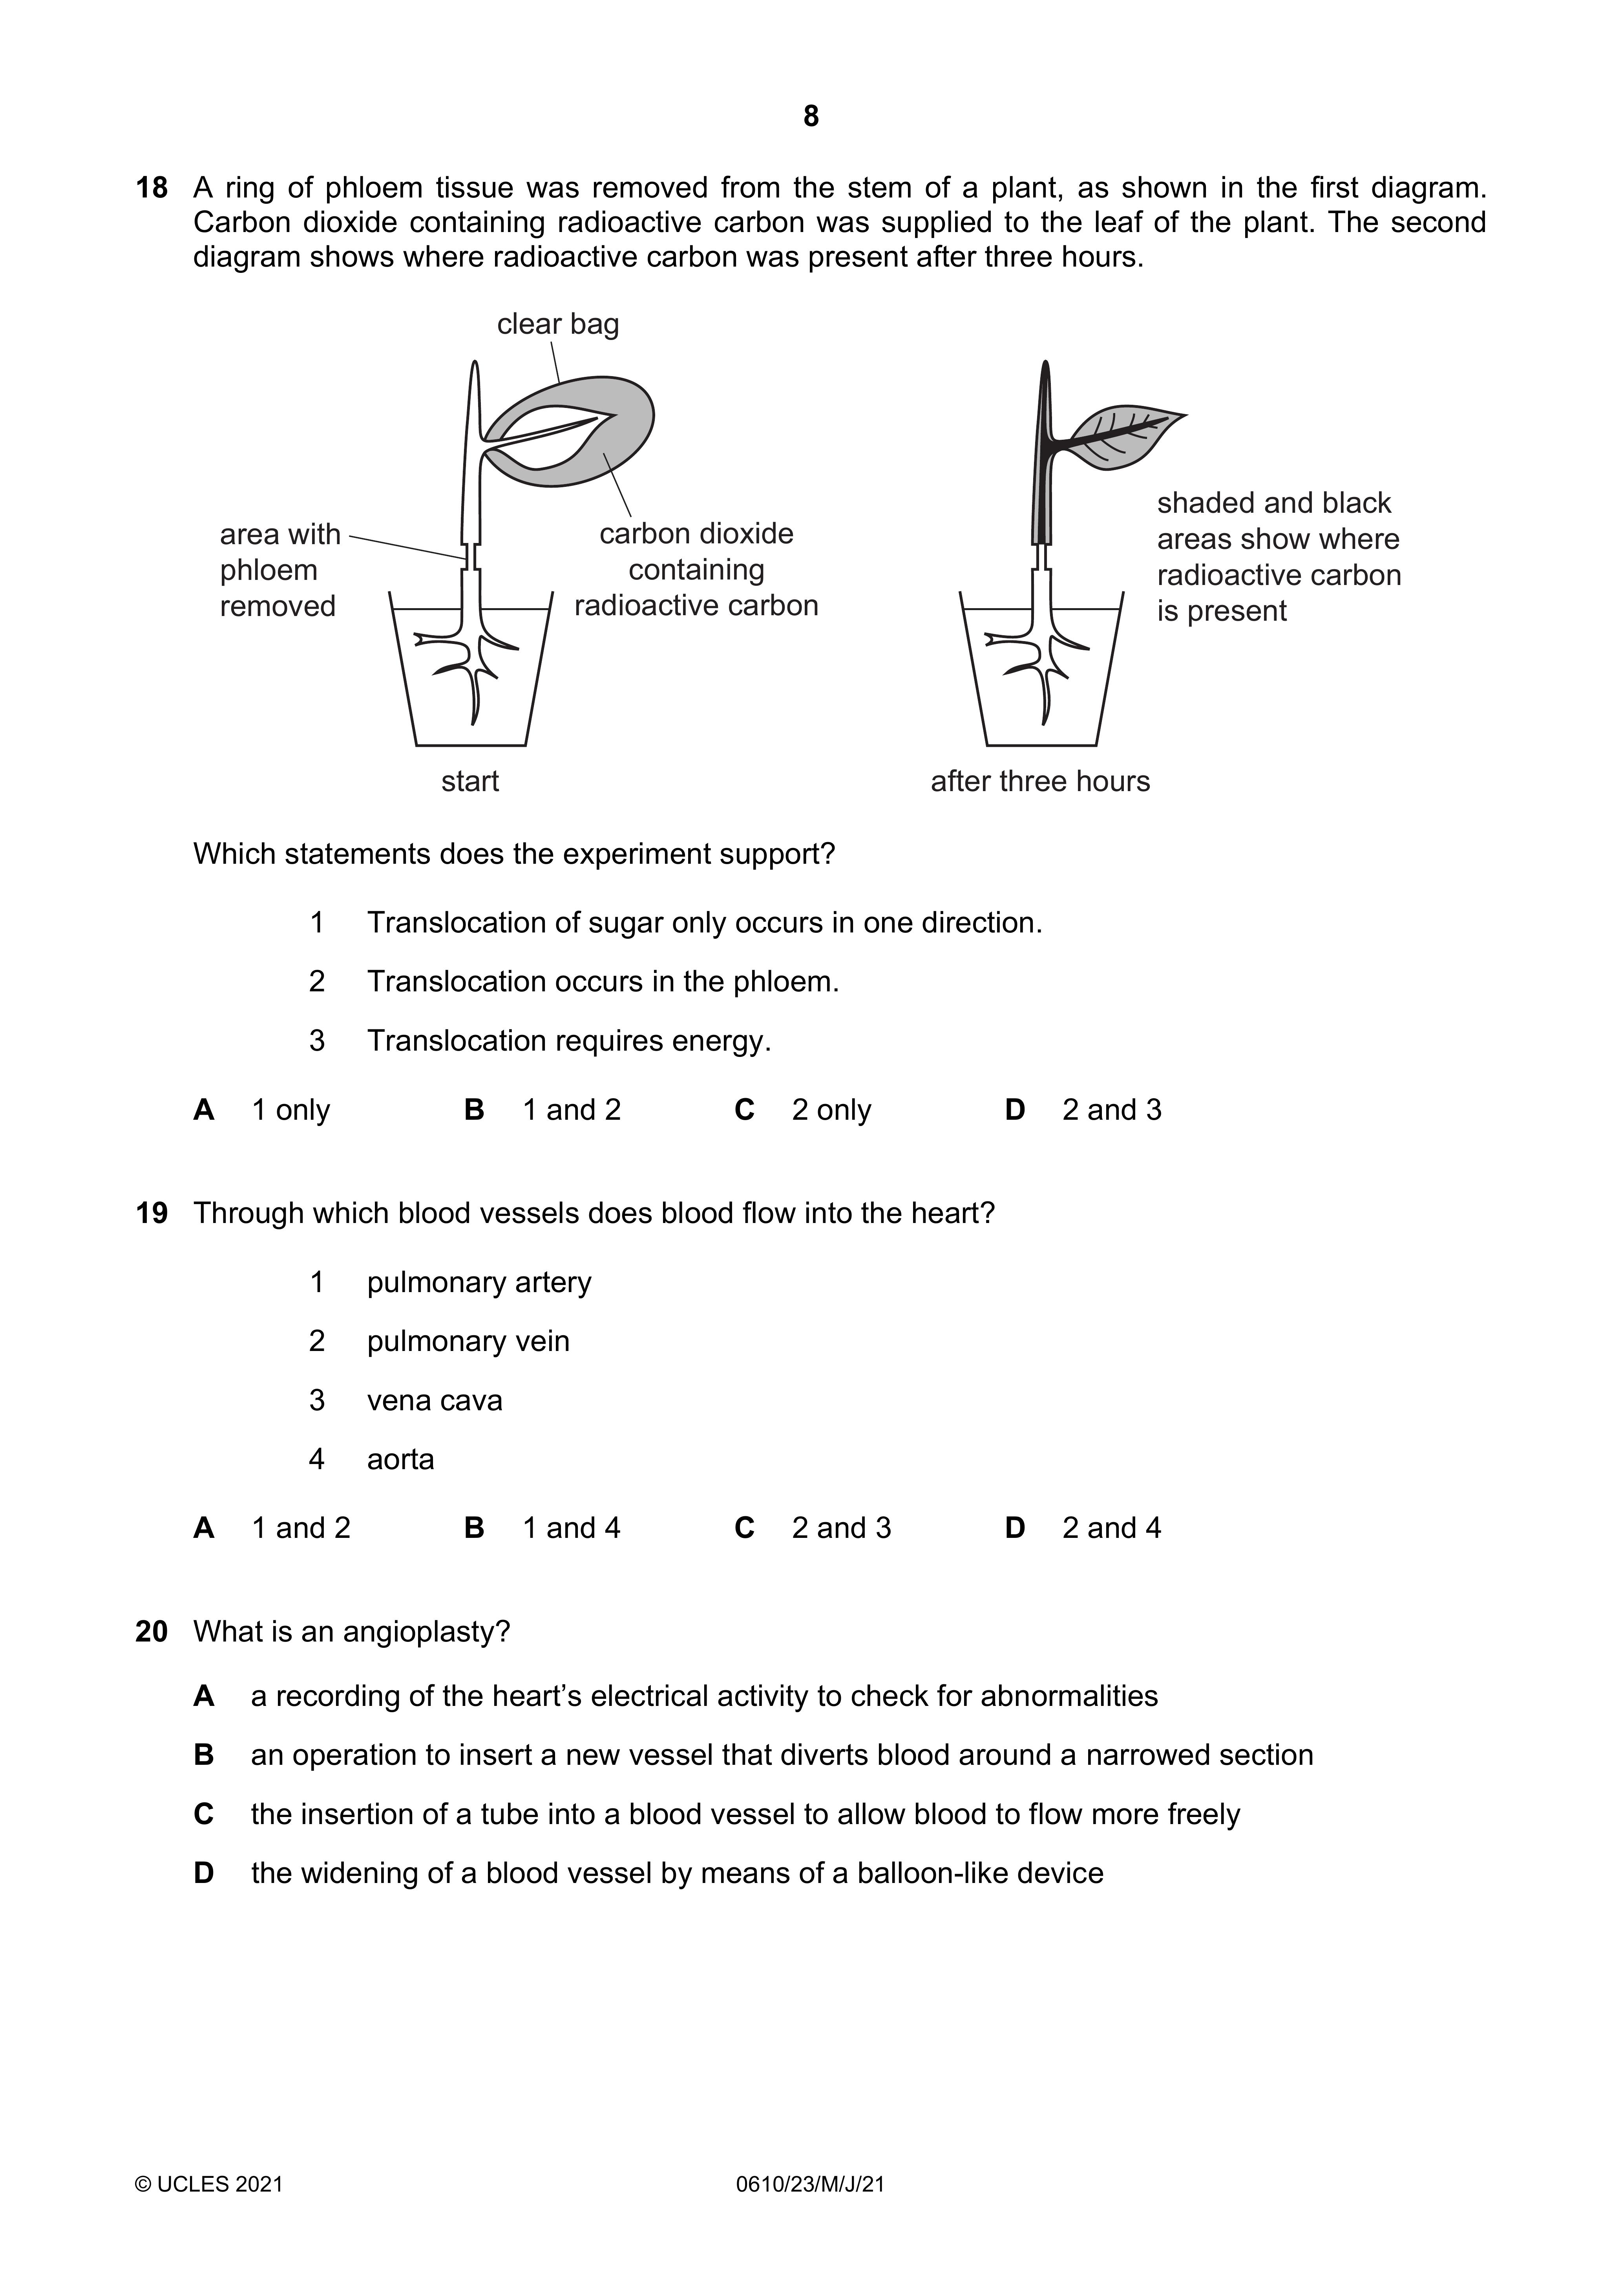 8
18 A ring of phloem tissue was removed from the stem of a plant, as shown in the first diagram.
Carbon dioxide containing radioactive carbon was supplied to the leaf of the plant. The second
diagram shows where radioactive carbon was present after three hours.
clear bag
area with
phloem
removed
carbon dioxide
containing
radioactive carbon
start
shaded and black
areas show where
radioactive carbon
is present
after three hours
Which statements does the experiment support?
1 Translocation of sugar only occurs in one direction.
2 Translocation occurs in the phloem.
3 Translocation requires energy.
A 1 only B 1 and 2 C 2 only D 2 and 3
19 Through which blood vessels does blood flow into the heart?
1 pulmonary artery
2 pulmonary vein
3 vena cava
4 aorta
A 1 and 2 B 1 and 4 C 2 and 3 D 2 and 4
20 What is an angioplasty?
A a recording of the heart’s electrical activity to check for abnormalities
B an operation to insert a new vessel that diverts blood around a narrowed section
C the insertion of a tube into a blood vessel to allow blood to flow more freely
D the widening of a blood vessel by means of a balloon-like device
© UCLES 2021 0610/23/M/J/21